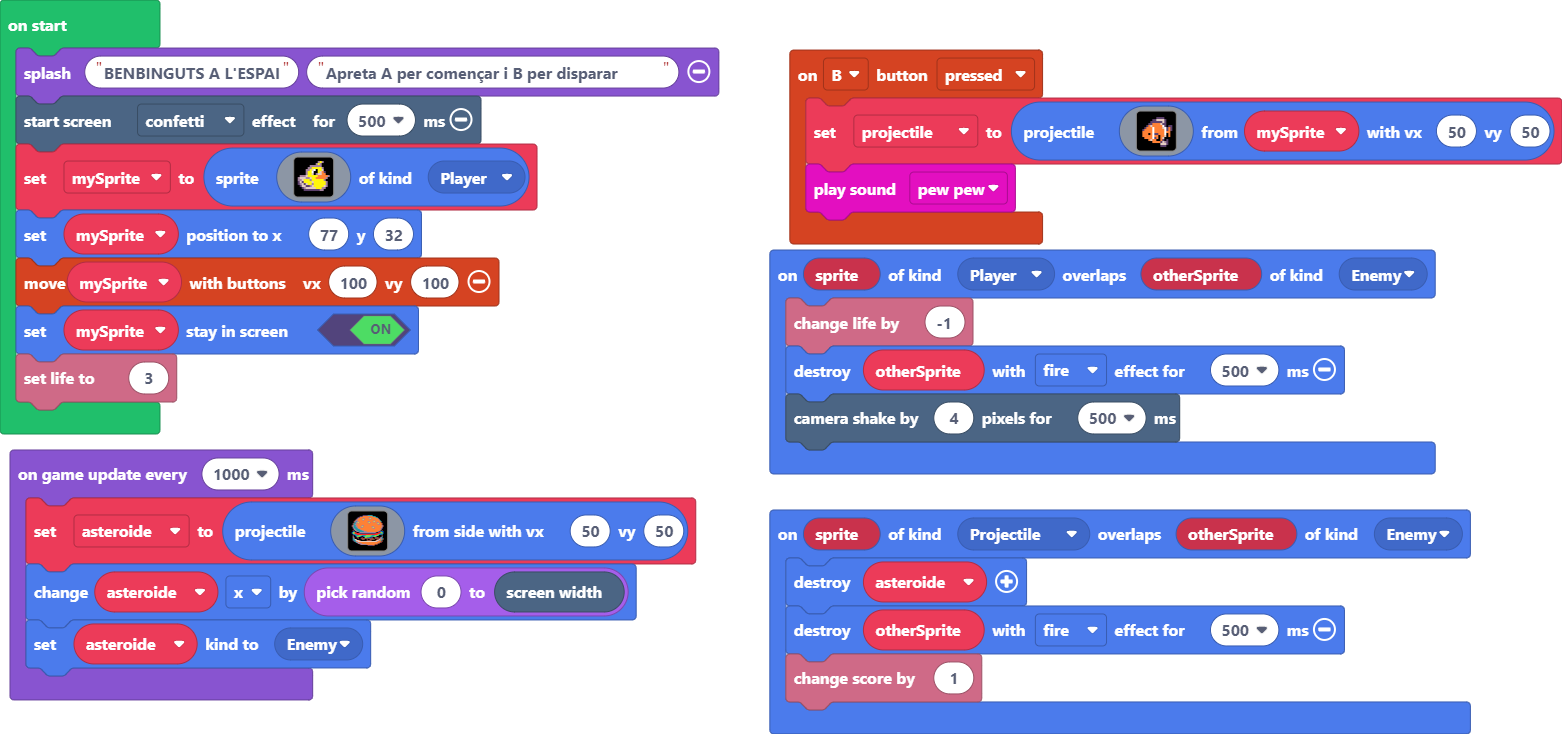 on start
splash "BENBINGUTS A L'ESPAI" "Apreta A per començar i B per disparar"
start screen confetti effect for 500 ms
set mySprite to sprite of kind Player
set mySprite position to x 77 y 32
move mySprite with buttons vx 100 vy 100
set mySprite stay in screen ON
set life to 3
on game update every 1000 ms
set asteroide to projectile from side with vx 50 vy 50
change asteroide x by pick random 0 to screen width
set asteroide kind to Enemy
on B button pressed
set projectile to projectile from mySprite with vx 50 vy 50
play sound pew pew
on sprite of kind Player overlaps otherSprite of kind Enemy
change life by -1
destroy otherSprite with fire effect for 500 ms
camera shake by 4 pixels for 500 ms
on sprite of kind Projectile overlaps otherSprite of kind Enemy
destroy asteroide
destroy otherSprite with fire effect for 500 ms
change score by 1